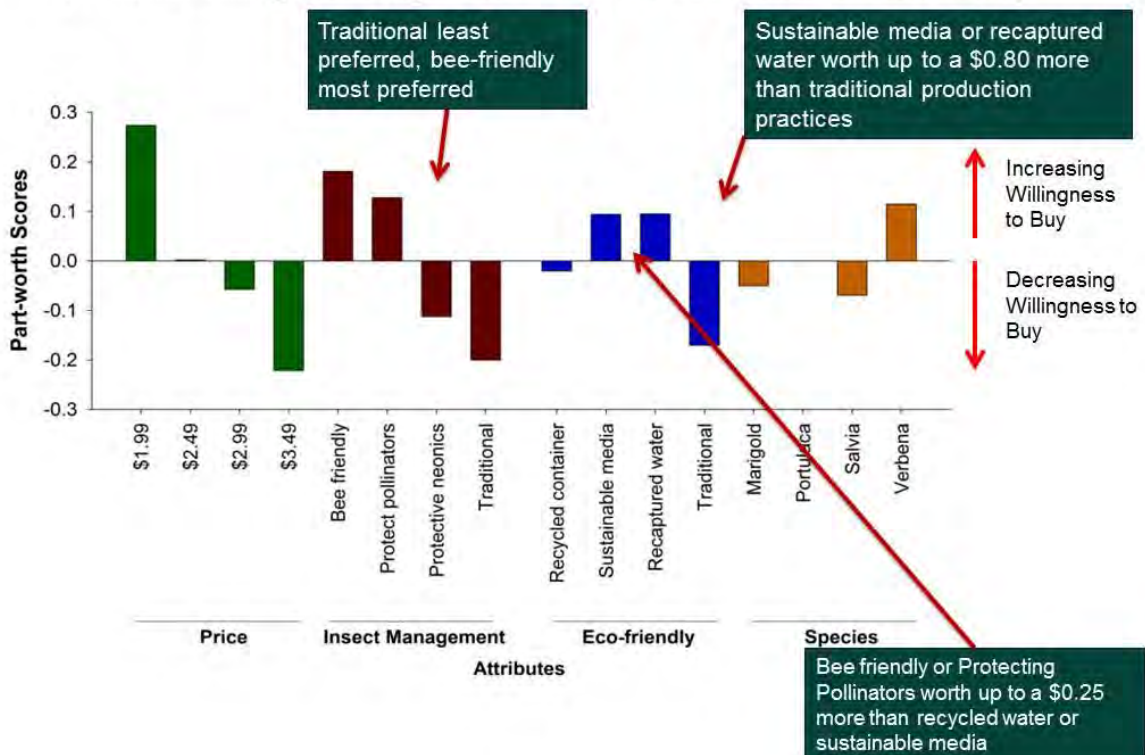 Traditional least
preferred, bee-friendly
most preferred
Sustainable media or recaptured
water worth up to a $0.80 more
than traditional production
practices
Part-worth Scores
0.3
0.2
0.1
0.0
-0.1
-0.2
-0.3
Increasing
Willingness
to Buy
Decreasing
Willingness to
Buy
$1.99
$2.49
$2.99
$3.49
Bee friendly
Protect pollinators
Protective neonics
Traditional
Recycled container
Sustainable media
Recaptured water
Traditional
Marigold
Portulaca
Salvia
Verbena
Price
Insect Management
Eco-friendly
Species
Attributes
Bee friendly or Protecting
Pollinators worth up to a $0.25
more than recycled water or
sustainable media